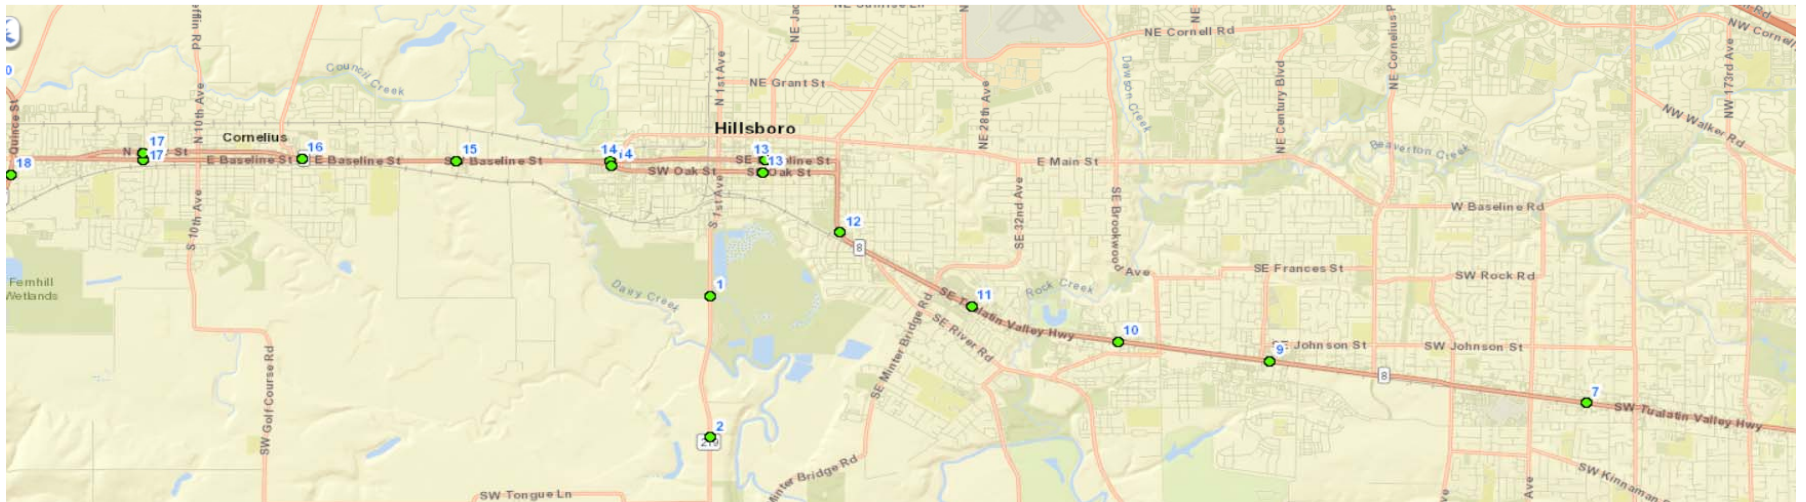 NE Cornell Rd
NW Cornell
NE Grant St
N 1st Ave
NE 28th Ave
Dawson Creek
NE Century Blvd
NW 173rd Ave
NW Walker Rd
Council Creek
N 10th Ave
Quince St
Cornelius
Hillsboro
17
17
16
15
14
14
13
13
18
E Baseline St
E Baseline St
Baseline St
SW Oak St
Oak St
E Main St
Beaverton Creek
S 1st Ave
S 10th Ave
SE 32nd Ave
SE Brookwood Ave
W Baseline Rd
12
8
Fernhill
Wetlands
Dairy Creek
1
11
Rock Creek
SE Frances St
SW Rock Rd
SE Tualatin Valley Hwy
SE River Rd
SE Minter Bridge Rd
10
9
SE Johnson St
SW Johnson St
8
7
SW Tualatin Valley Hwy
SW Golf Course Rd
2
219
Minter Bridge Rd
SW Tongue Ln
SW Kinnaman
Ave